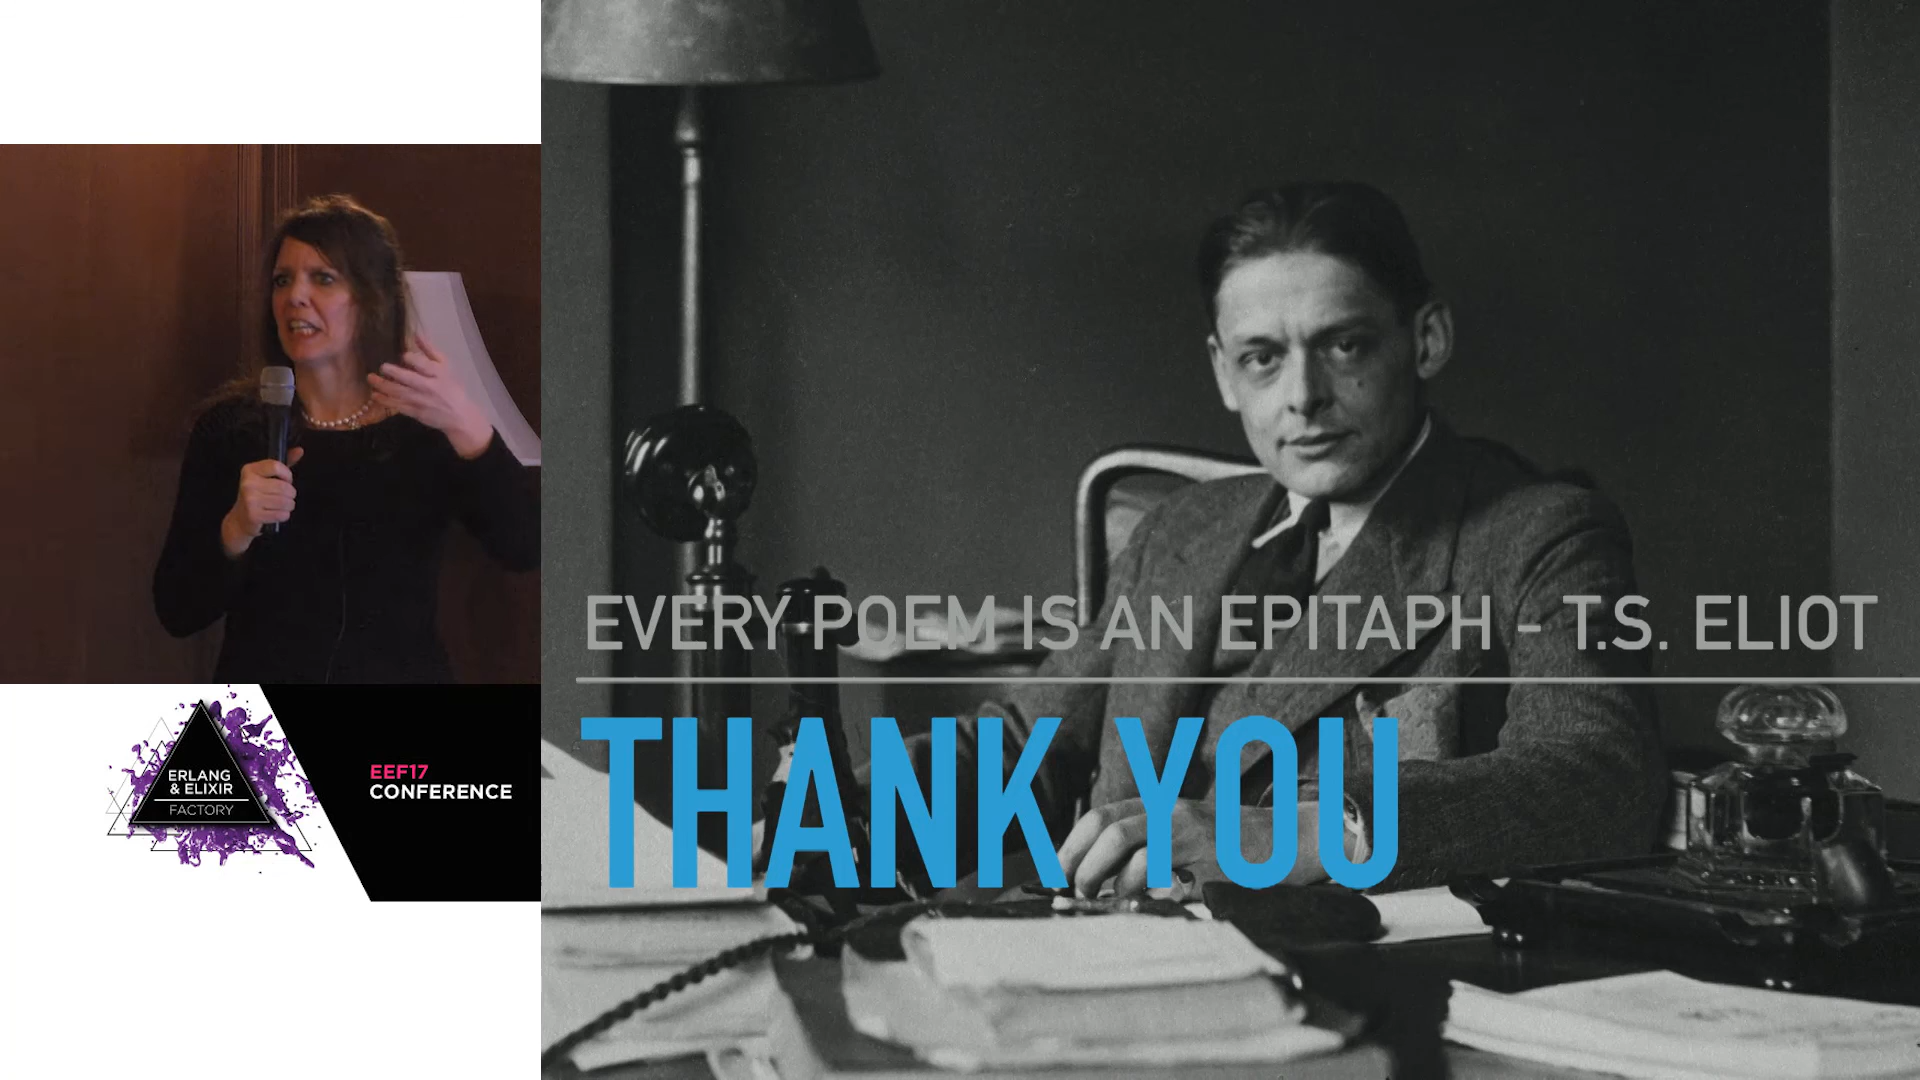 ERLANG
& ELIXIR
FACTORY
EEF17
CONFERENCE
EVERY POEM IS AN EPITAPH - T.S. ELIOT
THANK YOU